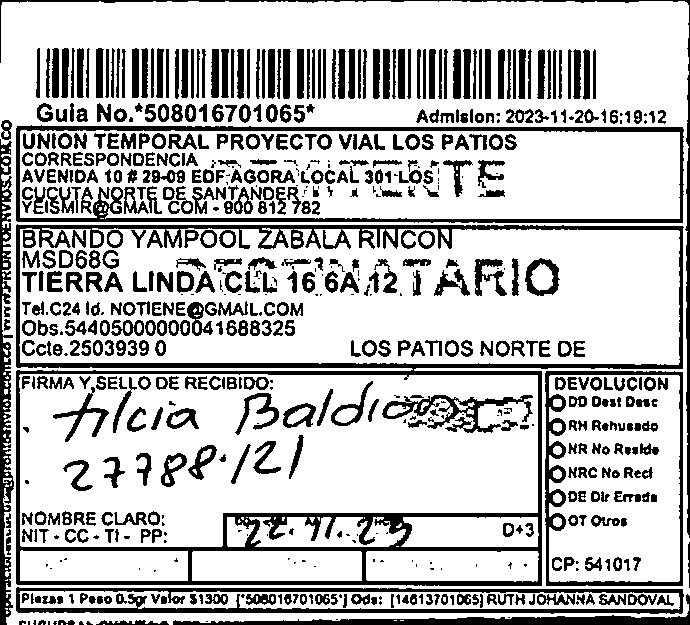 Guia No.*508016701065*
Admision: 2023-11-20-16:19:12
UNION TEMPORAL PROYECTO VIAL LOS PATIOS
CORRESPONDENCIA
REMITENTE
AVENIDA 10 # 29-09 EDF AGORA LOCAL 301 LOS
CUCUTA NORTE DE SANTANDER
YEISMIR@GMAIL COM - 900 812 782
BRANDO YAMPOOL ZABALA RINCON
MSD68G
DESTINATARIO
TIERRA LINDA CLL 16 6A 12
Tel.C24 Id. NOTIENE@GMAIL.COM
Obs.54405000000041688325
Ccte.2503939 0
LOS PATIOS NORTE DE
FIRMA Y SELLO DE RECIBIDO:
27788.121
NOMBRE CLARO:
NIT - CC - TI - PP:
22.11.23
D+3
DEVOLUCION
DD Dest Desc
RH Rehusado
NR No Reside
NRC No Recl
DE Dir Errada
OT Otros
CP: 541017
Piezas 1 Peso 0.5gr Valor $1300 ['508016701065'] Ods: [14613701065] RUTH JOHANNA SANDOVAL